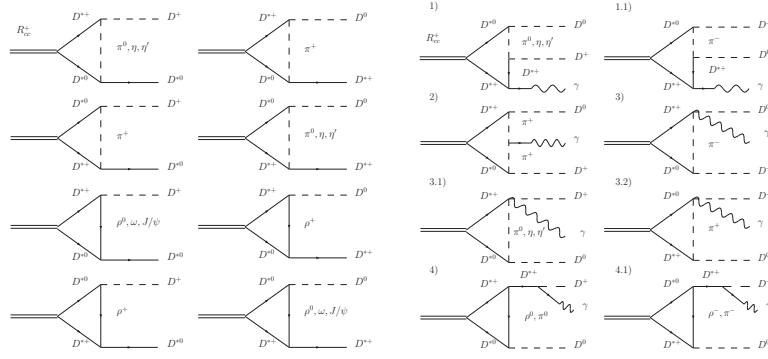 R_{cc}^+ D^{*+} D^+
π^0, η, η'
D^{*0} D^{*0}
D^{*+} D^0
π^+
D^{*0} D^{*+}
D^{*0} D^+
π^+
D^{*+} D^{*0}
D^{*0} D^0
π^0, η, η'
D^{*+} D^{*+}
D^{*+} D^+
ρ^0, ω, J/ψ
D^{*0} D^{*0}
D^{*+} D^0
ρ^+
D^{*0} D^{*+}
D^{*0} D^+
ρ^+
D^{*+} D^{*0}
D^{*0} D^0
ρ^0, ω, J/ψ
D^{*+} D^{*+}
1)
R_{cc}^+ D^{*0} D^0
π^0, η, η'
D^+
D^{*+}
D^{*+} γ
1.1)
D^{*0}
π^-
D^{*+}
D^{*+} γ
2)
D^{*+} D^0
π^+
γ
π^+
D^{*0}
3)
D^{*+}
π^-
D^{*0}
3.1)
D^{*+} D^+
π^0, η, η' γ
D^{*0} D^0
3.2)
D^{*0}
π^+ γ
D^{*+}
4)
D^{*+}
D^{*0} D^+
γ
ρ^0, π^0
D^{*+} D^0
4.1)
D^{*+}
D^{*0}
γ
ρ^-, π^-
D^{*+}